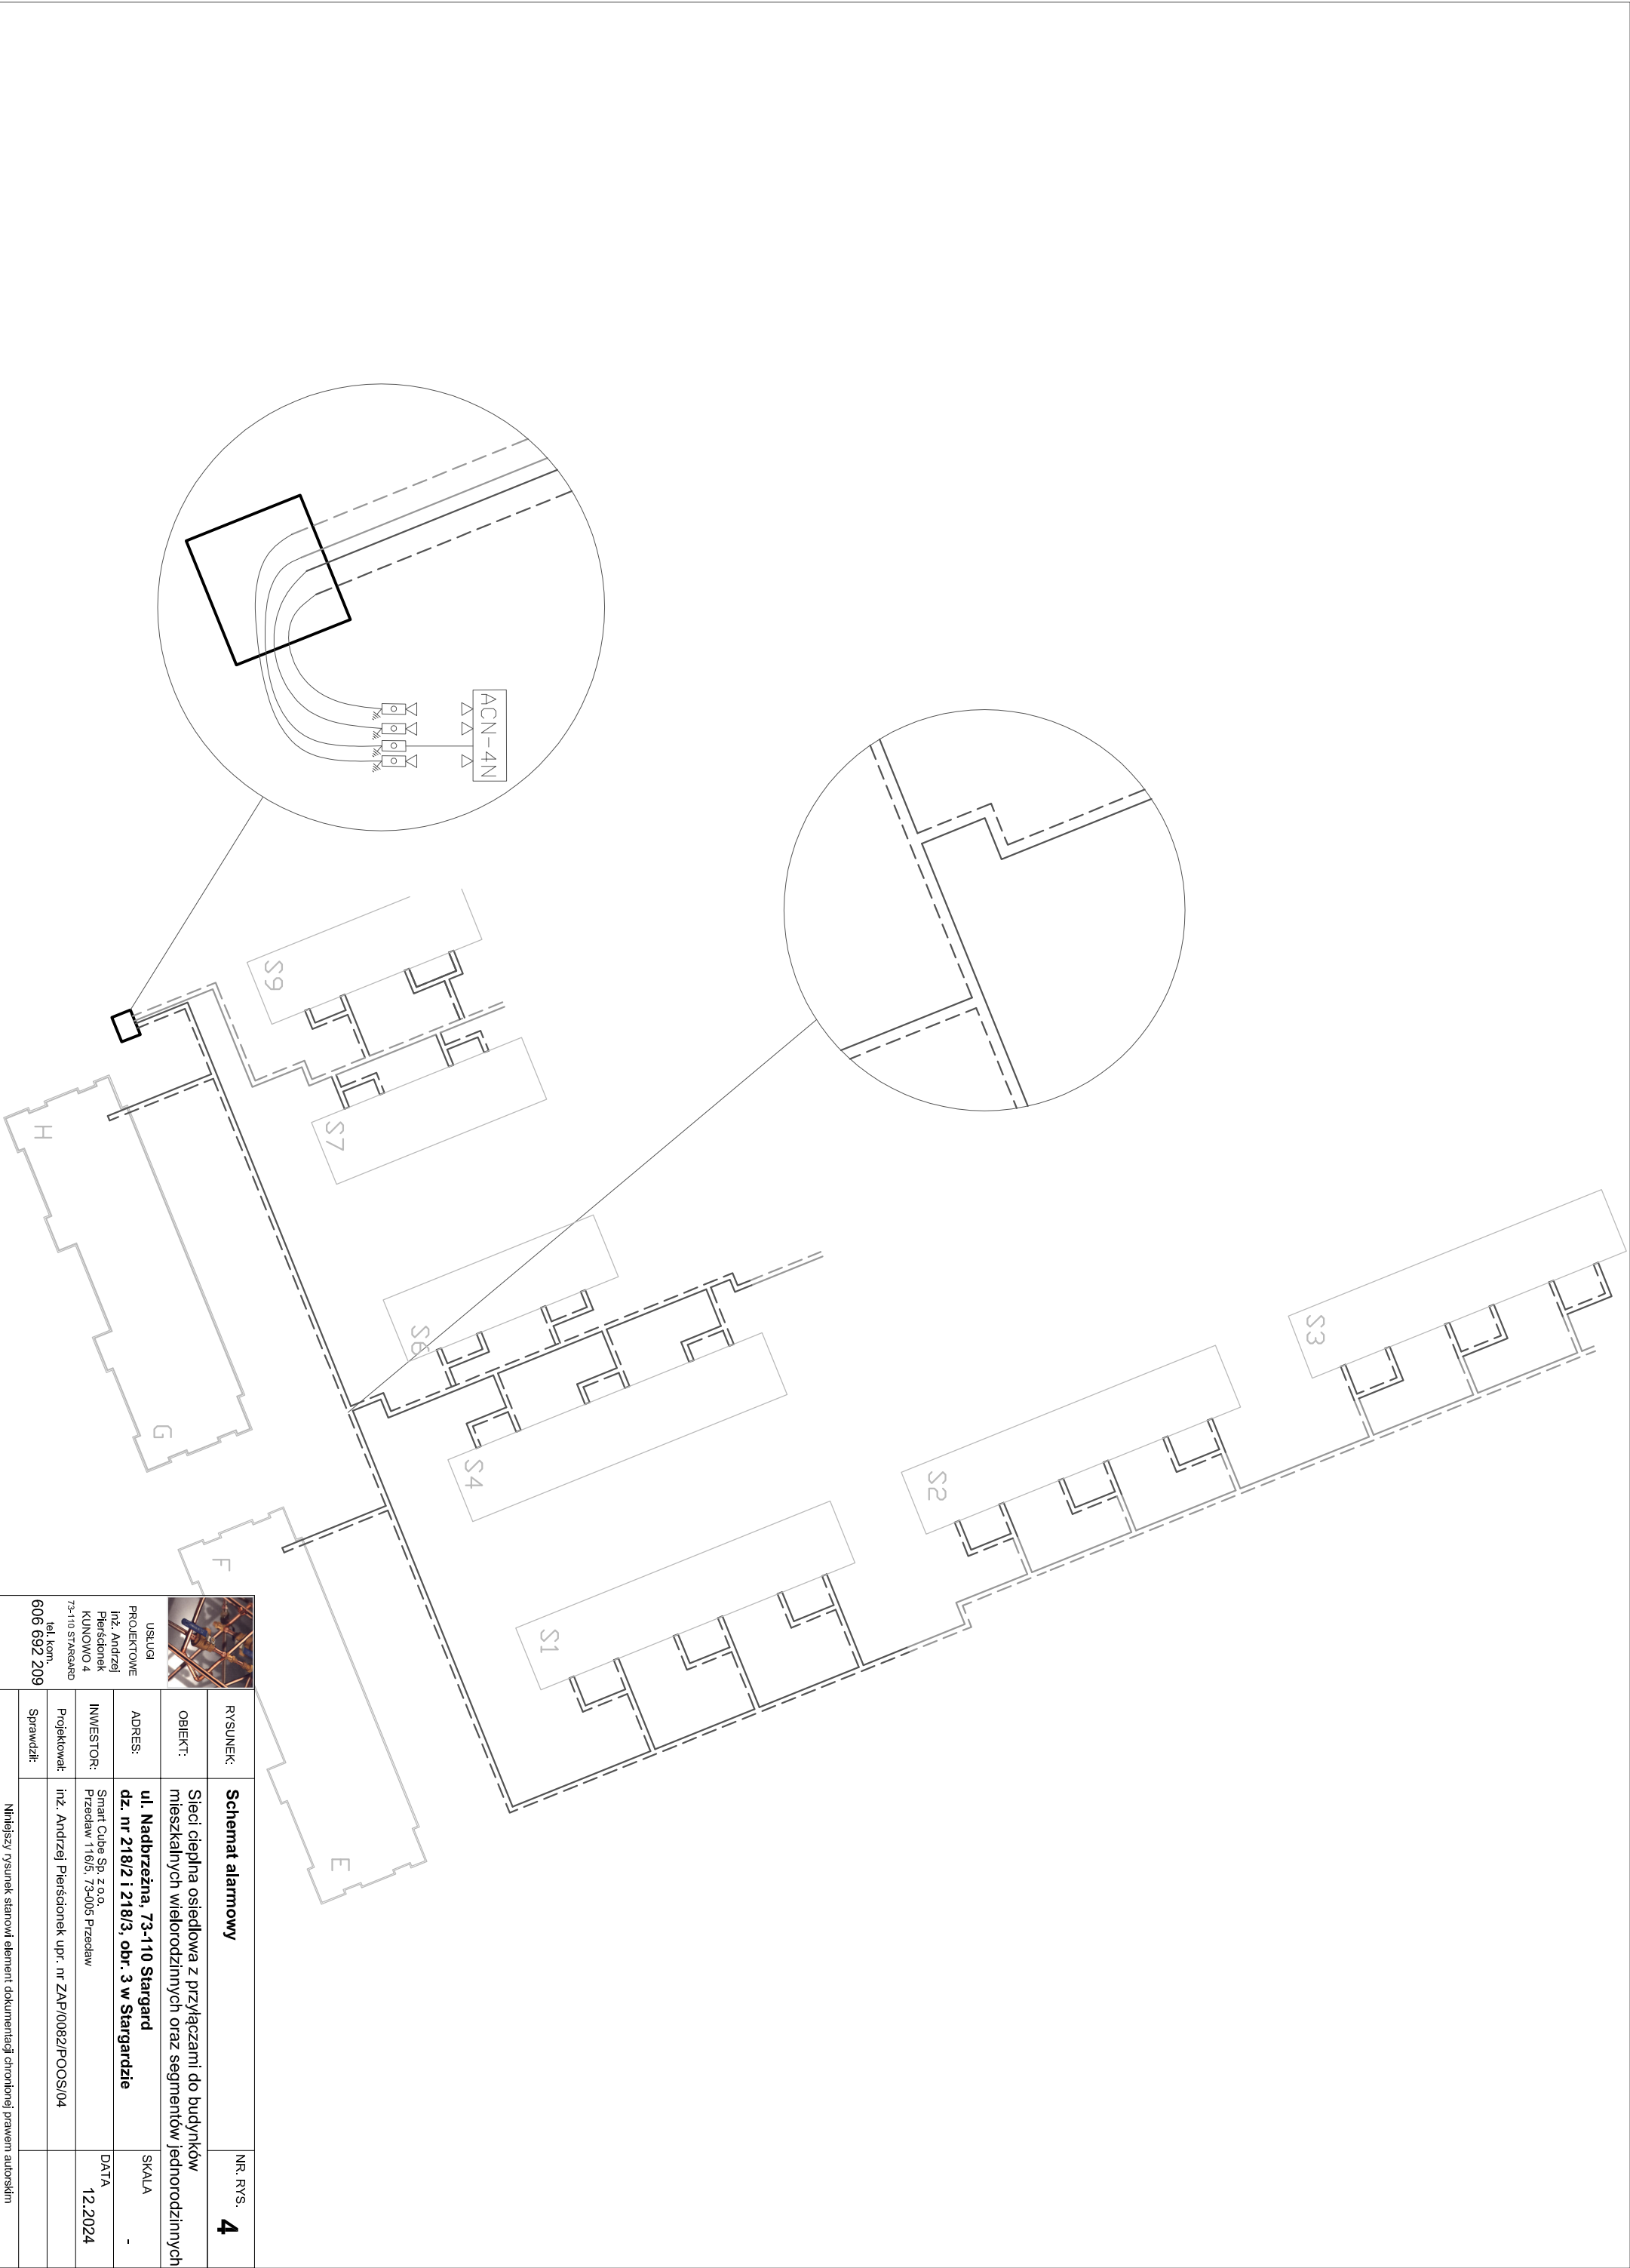 ACN-4N
S9
S7
S6
S4
S3
S2
S1
H
G
F
E
USŁUGI
PROJEKTOWE
inż. Andrzej
Pierścionek
KUNOWO 4
73-110 STARGARD
tel. kom.
606 692 209
RYSUNEK:
Schemat alarmowy
NR. RYS.
4
OBIEKT:
Sieci cieplna osiedlowa z przyłączami do budynków
mieszkalnych wielorodzinnych oraz segmentów jednorodzinnych
ADRES:
ul. Nadbrzeżna, 73-110 Stargard
dz. nr 218/2 i 218/3, obr. 3 w Stargardzie
SKALA
-
INWESTOR:
Smart Cube Sp. z o.o.
Przecław 116/5, 73-005 Przecław
DATA
12.2024
Projektował:
inż. Andrzej Pierścionek upr. nr ZAP/0082/POOS/04
Sprawdził:
Niniejszy rysunek stanowi element dokumentacji chronionej prawem autorskim